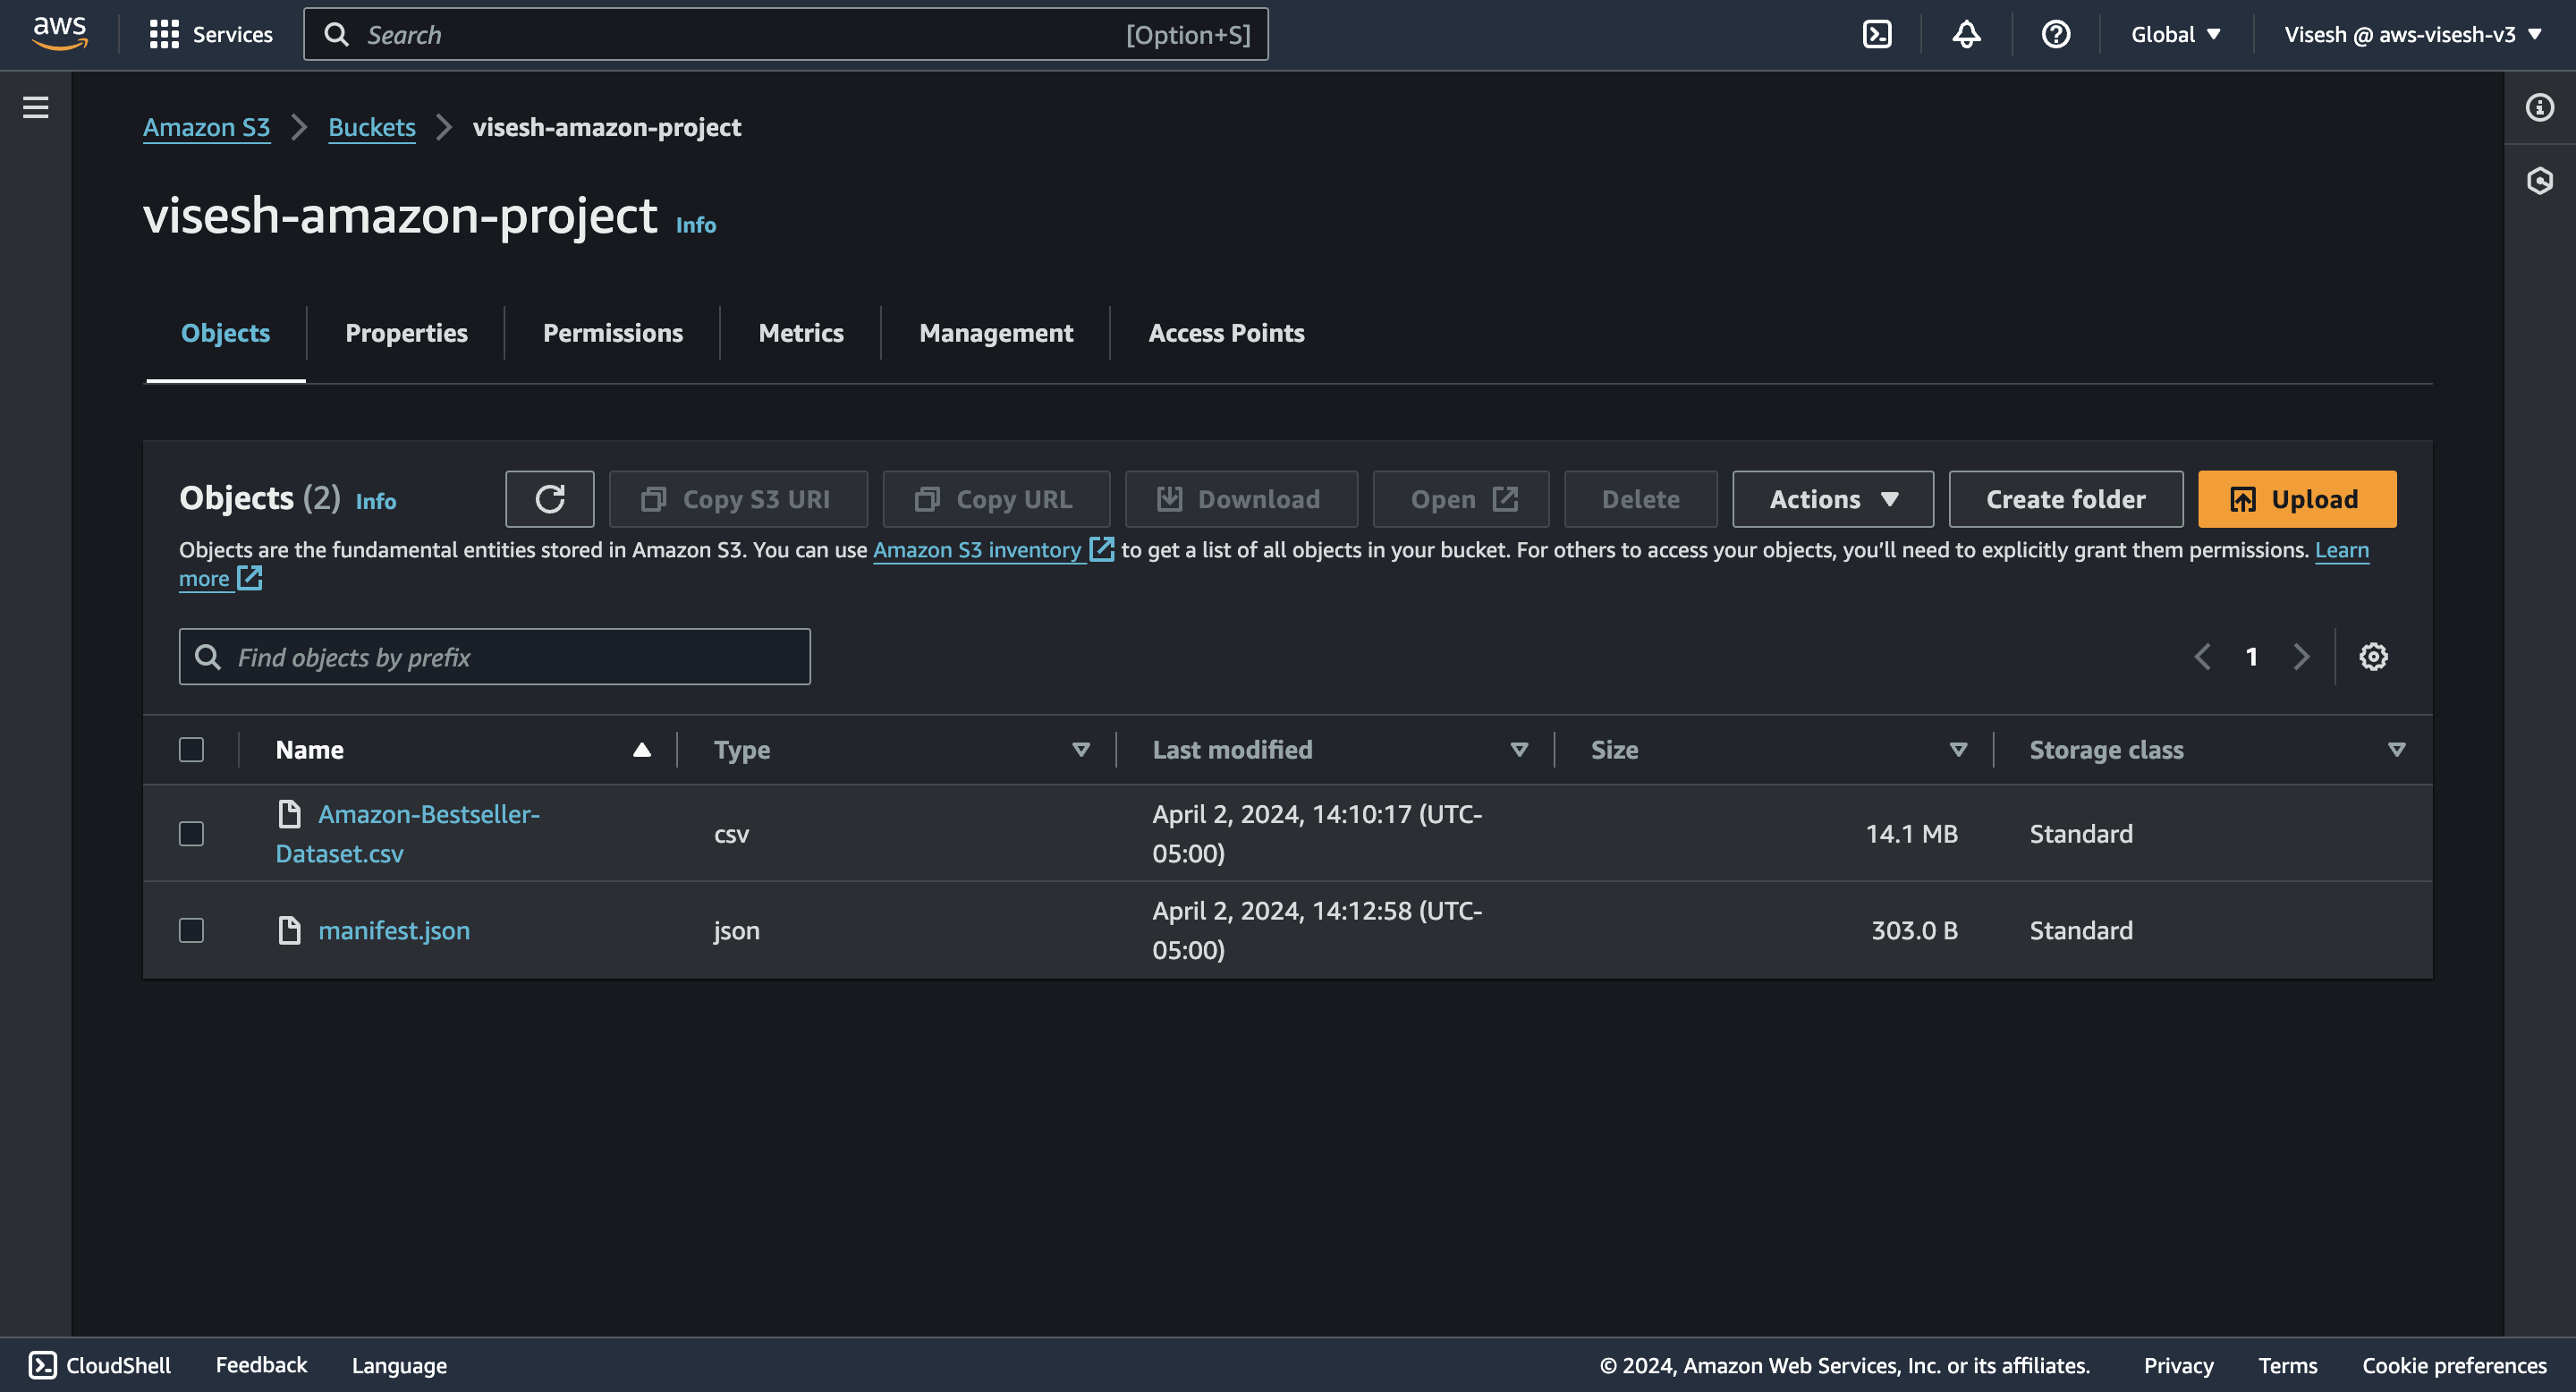 aws Services Search [Option+S] Global Visesh @ aws-visesh-v3
Amazon S3 Buckets visesh-amazon-project
visesh-amazon-project Info
Objects Properties Permissions Metrics Management Access Points
Objects (2) Info Copy S3 URI Copy URL Download Open Delete Actions Create folder Upload
Objects are the fundamental entities stored in Amazon S3. You can use Amazon S3 inventory to get a list of all objects in your bucket. For others to access your objects, you’ll need to explicitly grant them permissions. Learn
more
Find objects by prefix 1
Name Type Last modified Size Storage class
Amazon-Bestseller-
Dataset.csv
csv
April 2, 2024, 14:10:17 (UTC-
05:00)
14.1 MB
Standard
manifest.json
json
April 2, 2024, 14:12:58 (UTC-
05:00)
303.0 B
Standard
CloudShell Feedback Language © 2024, Amazon Web Services, Inc. or its affiliates. Privacy Terms Cookie preferences